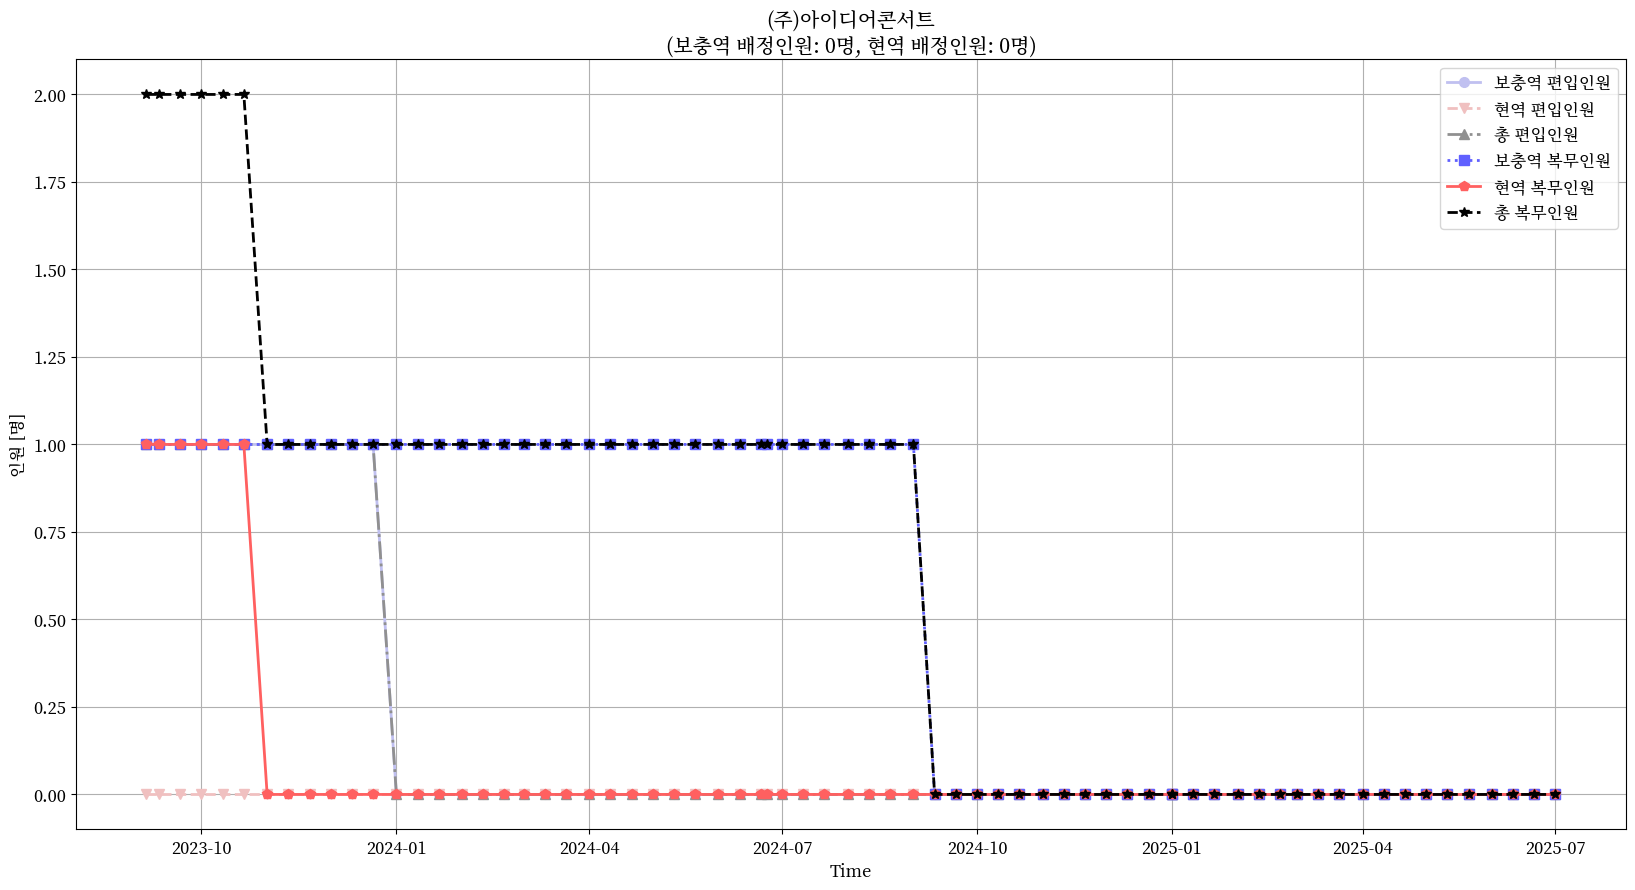 (주)아이디어콘서트
(보충역 배정인원: 0명, 현역 배정인원: 0명)
보충역 편입인원
현역 편입인원
총 편입인원
보충역 복무인원
현역 복무인원
총 복무인원
인원 [명]
2.00
1.75
1.50
1.25
1.00
0.75
0.50
0.25
0.00
2023-10 2024-01 2024-04 2024-07 2024-10 2025-01 2025-04 2025-07
Time